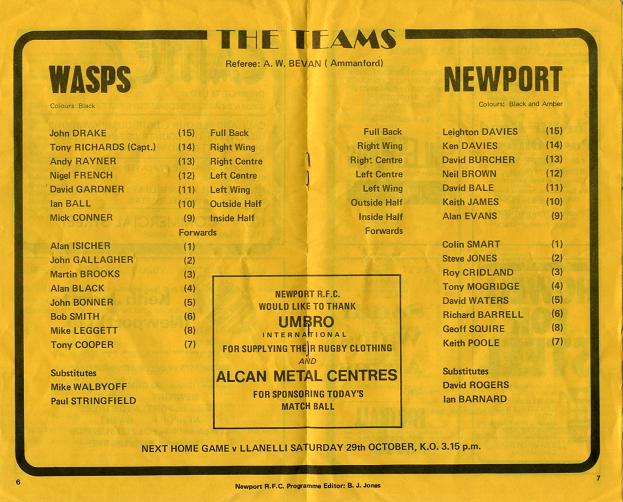 THE TEAMS
Referee: A. W. BEVAN ( Ammanford)
WASPS
Colours: Black
John DRAKE (15) Full Back
Tony RICHARDS (Capt.) (14) Right Wing
Andy RAYNER (13) Right Centre
Nigel FRENCH (12) Left Centre
David GARDNER (11) Left Wing
Ian BALL (10) Outside Half
Mick CONNER (9) Inside Half
Forwards
Alan ISICHER (1)
John GALLAGHER (2)
Martin BROOKS (3)
Alan BLACK (4)
John BONNER (5)
Bob SMITH (6)
Mike LEGGETT (8)
Tony COOPER (7)
Substitutes
Mike WALBYOFF
Paul STRINGFIELD
NEWPORT
Colours: Black and Amber
Full Back Leighton DAVIES (15)
Right Wing Ken DAVIES (14)
Right Centre David BURCHER (13)
Left Centre Neil BROWN (12)
Left Wing David BALE (11)
Outside Half Keith JAMES (10)
Inside Half Alan EVANS (9)
Forwards
Colin SMART (1)
Steve JONES (2)
Roy CRIDLAND (3)
Tony MOGRIDGE (4)
David WATERS (5)
Richard BARRELL (6)
Geoff SQUIRE (8)
Keith POOLE (7)
Substitutes
David ROGERS
Ian BARNARD
NEWPORT R.F.C.
WOULD LIKE TO THANK
UMBRO
INTERNATIONAL
FOR SUPPLYING THEIR RUGBY CLOTHING
AND
ALCAN METAL CENTRES
FOR SPONSORING TODAY'S
MATCH BALL
NEXT HOME GAME v LLANELLI SATURDAY 29th OCTOBER, K.O. 3.15 p.m.
6
Newport R.F.C. Programme Editor: B. J. Jones
7